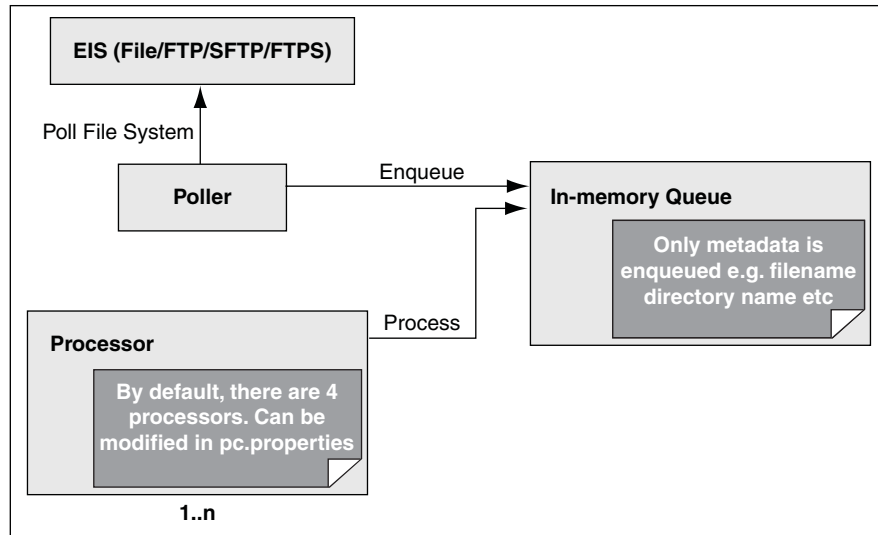 EIS (File/FTP/SFTP/FTPS)
Poll File System
Poller
Enqueue
In-memory Queue
Only metadata is
enqueued e.g. filename
directory name etc
Process
Processor
By default, there are 4
processors. Can be
modified in pc.properties
1..n